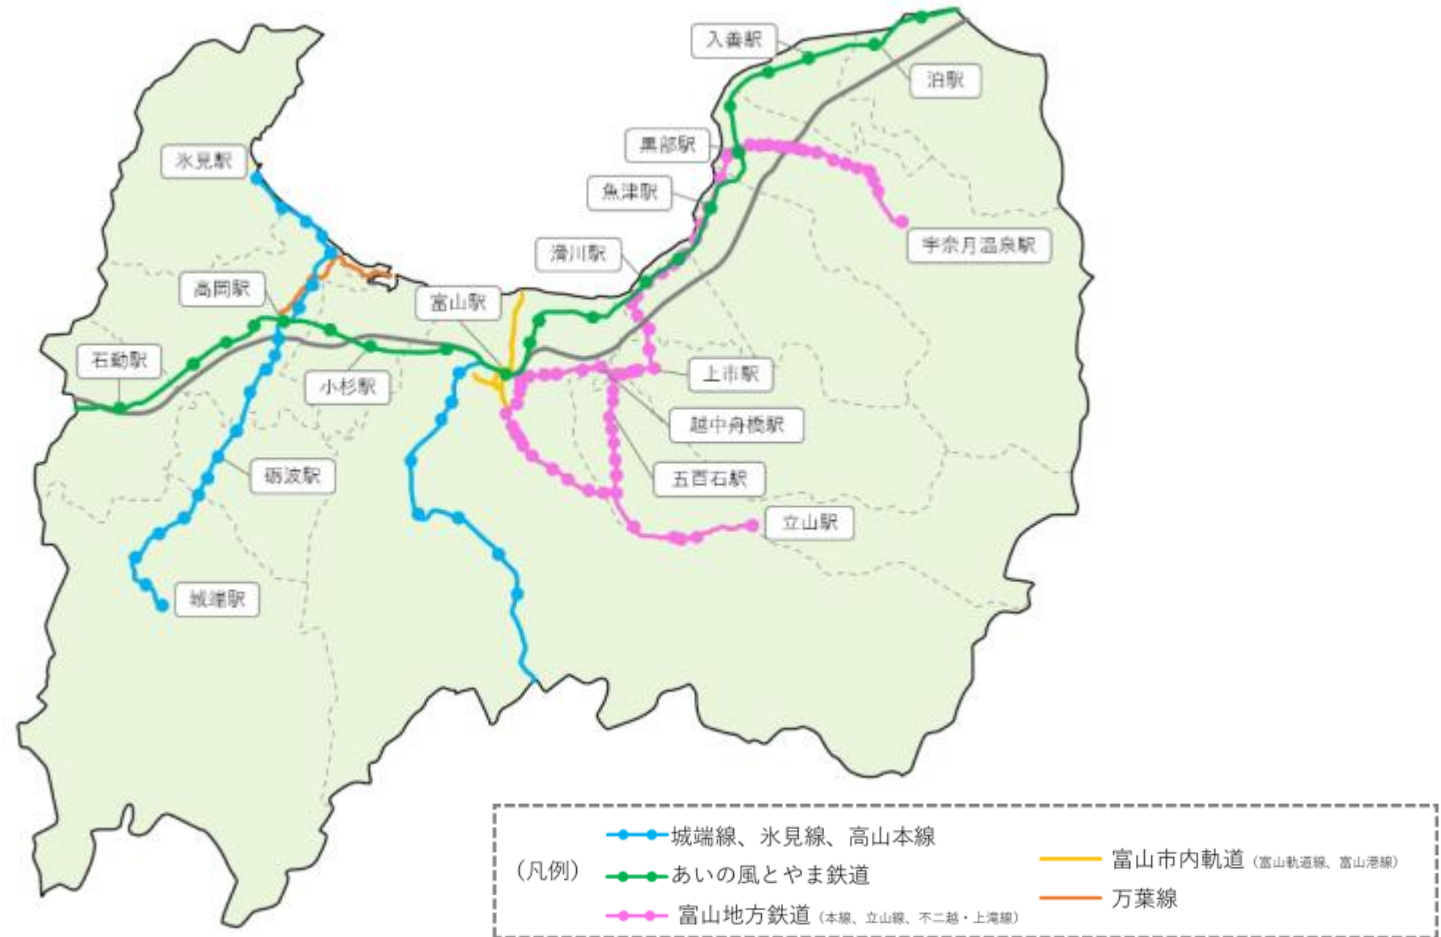 入善駅
泊駅
黒部駅
氷見駅
魚津駅
宇奈月温泉駅
滑川駅
高岡駅
富山駅
石動駅
小杉駅
上市駅
越中舟橋駅
砺波駅
五百石駅
立山駅
城端駅
(凡例)
城端線、氷見線、高山本線
あいの風とやま鉄道
富山地方鉄道(本線、立山線、不二越・上滝線)
富山市内軌道(富山軌道線、富山港線)
万葉線